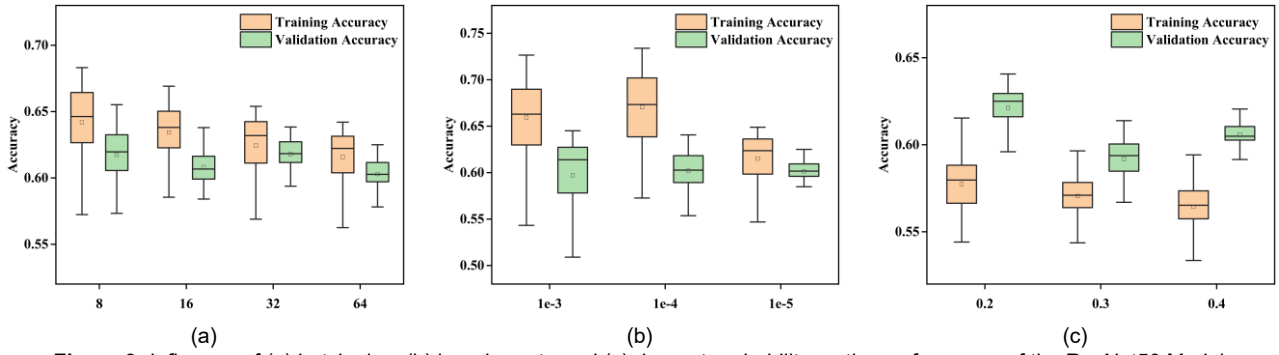 Training Accuracy
Validation Accuracy
0.70
0.65
0.60
0.55
Accuracy
8 16 32 64
(a)
Training Accuracy
Validation Accuracy
0.75
0.70
0.65
0.60
0.55
0.50
Accuracy
1e-3 1e-4 1e-5
(b)
Training Accuracy
Validation Accuracy
0.65
0.60
0.55
Accuracy
0.2 0.3 0.4
(c)